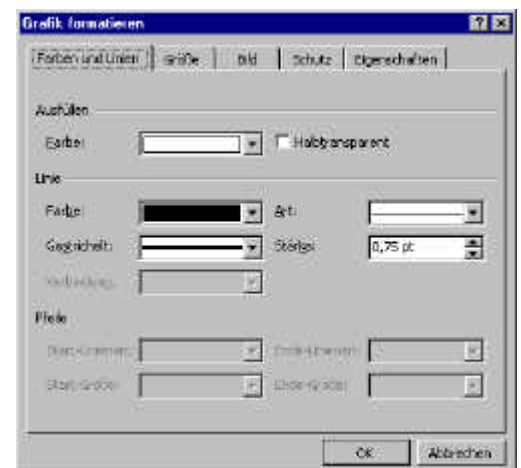 Grafik formatieren
Farben und Linien Größe Bild Schutz Eigenschaften
Ausfüllen
Farbe: Halbtransparent
Linie
Farbe: Art:
Gestrichelt: Stärke: 0,75 pt
Verbindung:
Pfeile
Start-Linienart: Ende-Linienart:
Start-Größe: Ende-Größe:
OK Abbrechen